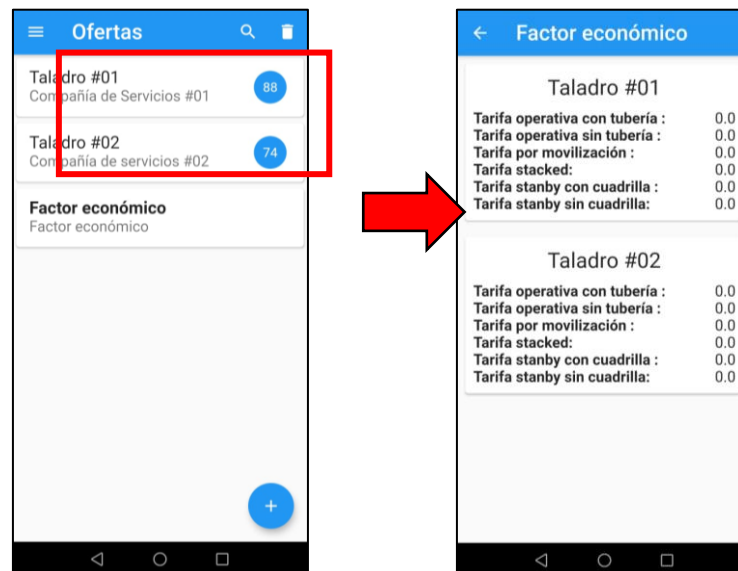 Ofertas
Taladro #01
Compañía de Servicios #01
88
Taladro #02
Compañía de servicios #02
74
Factor económico
Factor económico
+
Factor económico
Taladro #01
Tarifa operativa con tubería : 0.0
Tarifa operativa sin tubería : 0.0
Tarifa por movilización : 0.0
Tarifa stacked: 0.0
Tarifa stanby con cuadrilla : 0.0
Tarifa stanby sin cuadrilla: 0.0
Taladro #02
Tarifa operativa con tubería : 0.0
Tarifa operativa sin tubería : 0.0
Tarifa por movilización : 0.0
Tarifa stacked: 0.0
Tarifa stanby con cuadrilla : 0.0
Tarifa stanby sin cuadrilla: 0.0